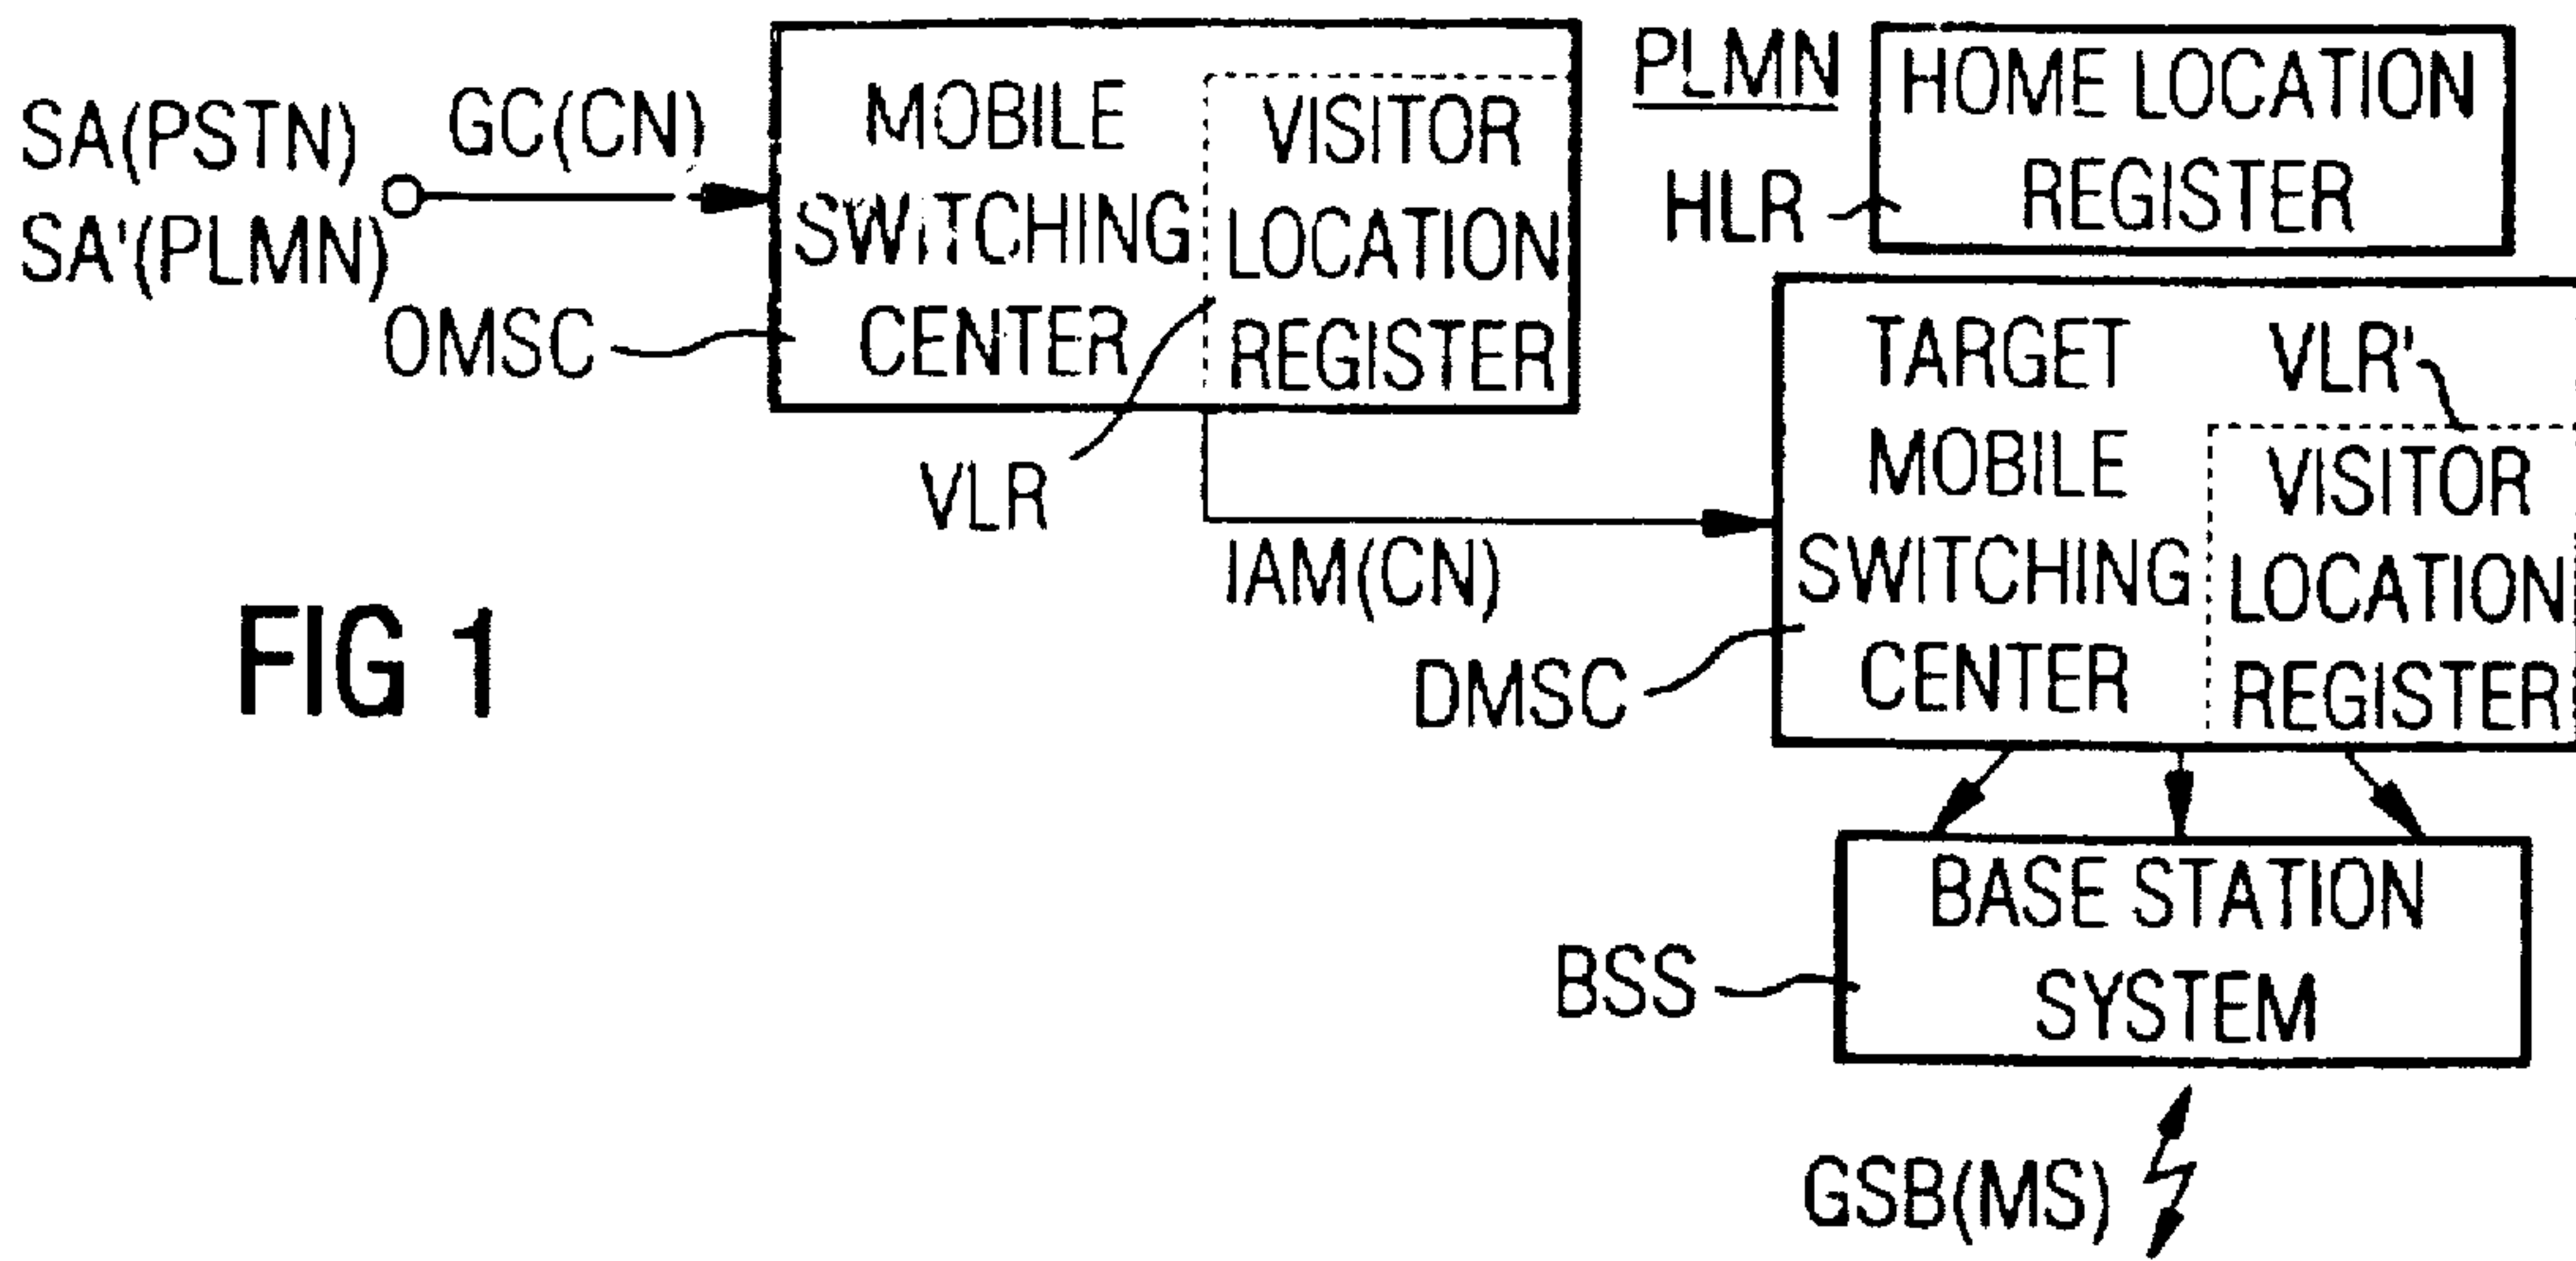 SA(PSTN)
SA'(PLMN)
GC(CN)
OMSC
MOBILE
SWITCHING
CENTER
VISITOR
LOCATION
REGISTER
VLR
PLMN
HOME LOCATION
REGISTER
HLR
IAM(CN)
TARGET
MOBILE
SWITCHING
CENTER
VLR'
VISITOR
LOCATION
REGISTER
DMSC
FIG 1
BASE STATION
SYSTEM
BSS
GSB(MS)